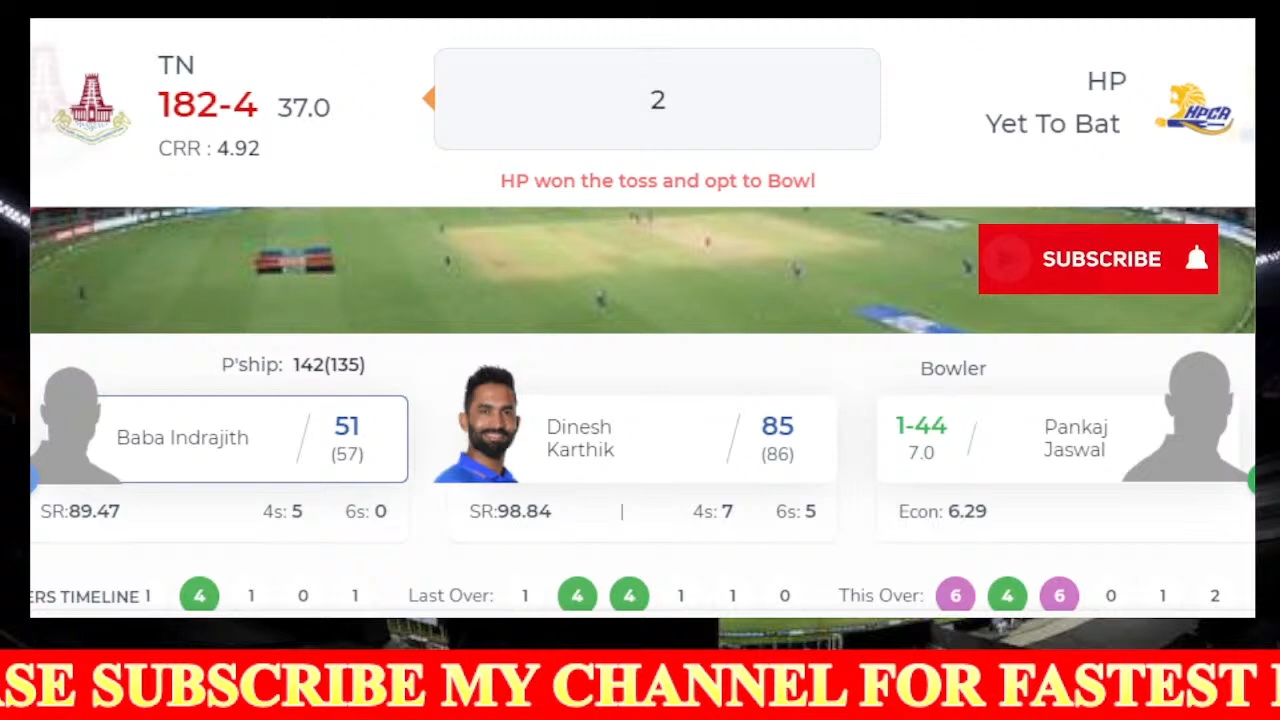 TN
182-4 37.0
CRR : 4.92
2
HP
Yet To Bat
HPCA
HP won the toss and opt to Bowl
SUBSCRIBE
P'ship: 142(135)
Bowler
Baba Indrajith 51 (57)
Dinesh Karthik 85 (86)
1-44 7.0 Pankaj Jaswal
SR:89.47 4s: 5 6s: 0
SR:98.84 | 4s: 7 6s: 5
Econ: 6.29
ERS TIMELINE 1 4 1 0 1 Last Over: 1 4 4 1 1 0 This Over: 6 4 6 0 1 2
ASE SUBSCRIBE MY CHANNEL FOR FASTEST